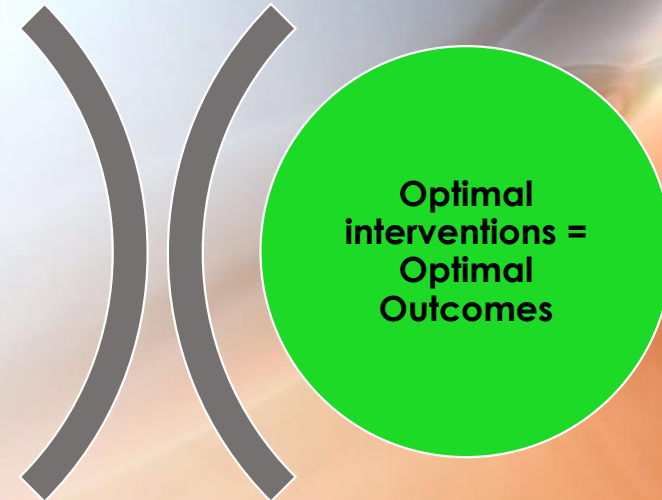 Optimal
interventions =
Optimal
Outcomes